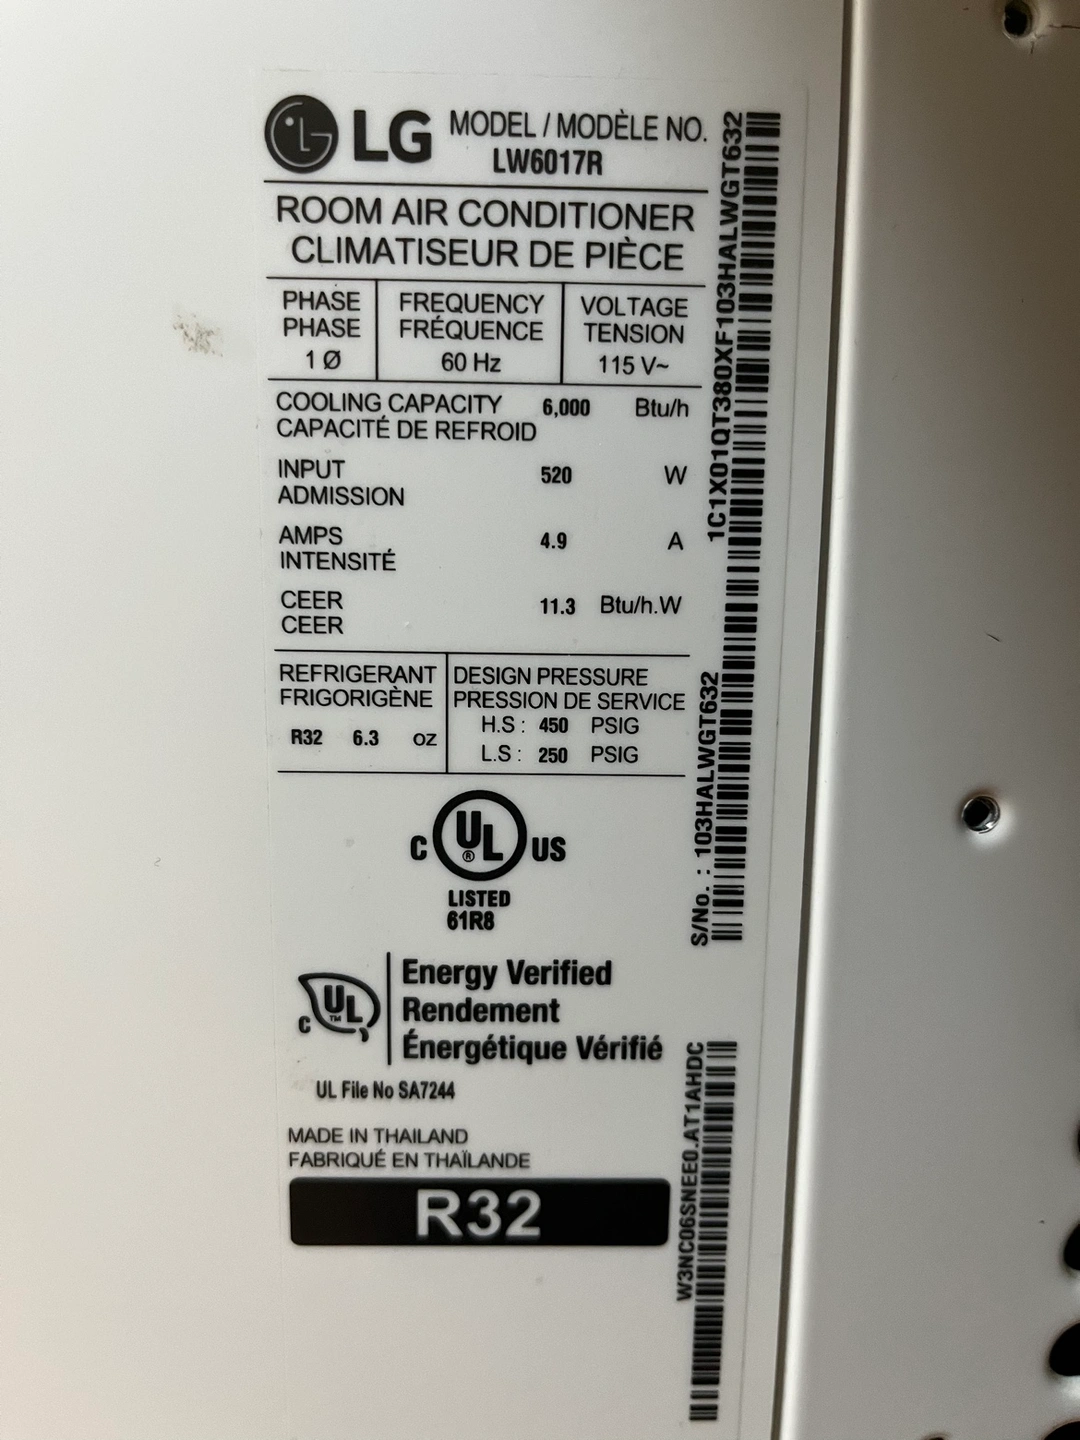 LG MODEL / MODÈLE NO.
LW6017R
ROOM AIR CONDITIONER
CLIMATISEUR DE PIÈCE
PHASE FREQUENCY VOLTAGE
PHASE FRÉQUENCE TENSION
1 Ø 60 Hz 115 V~
COOLING CAPACITY 6,000 Btu/h
CAPACITÉ DE REFROID
INPUT 520 W
ADMISSION
AMPS 4.9 A
INTENSITÉ
CEER 11.3 Btu/h.W
CEER
REFRIGERANT DESIGN PRESSURE
FRIGORIGÈNE PRESSION DE SERVICE
H.S : 450 PSIG
R32 6.3 oz
L.S : 250 PSIG
C UL ® US
LISTED
61R8
C UL ™
Energy Verified
Rendement
Énergétique Vérifié
UL File No SA7244
MADE IN THAILAND
FABRIQUÉ EN THAÏLANDE
R32
1C1X01QT380XF103HALWGT632
S/No. : 103HALWGT632
W3NC06SNEE0.AT1AHDC